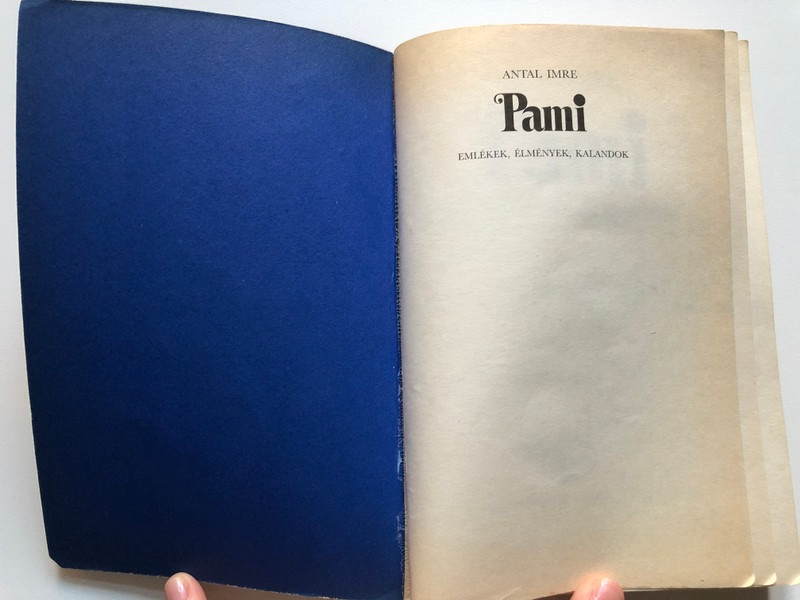 ANTAL IMRE
Pami
EMLÉKEK, ÉLMÉNYEK, KALANDOK